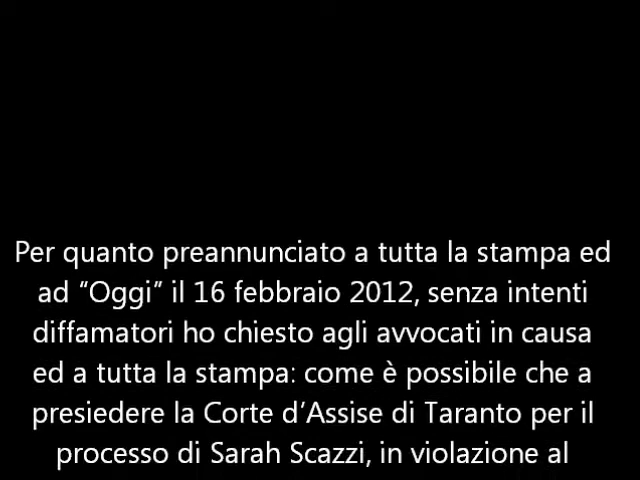 Per quanto preannunciato a tutta la stampa ed
ad “Oggi” il 16 febbraio 2012, senza intenti
diffamatori ho chiesto agli avvocati in causa
ed a tutta la stampa: come è possibile che a
presiedere la Corte d’Assise di Taranto per il
processo di Sarah Scazzi, in violazione al